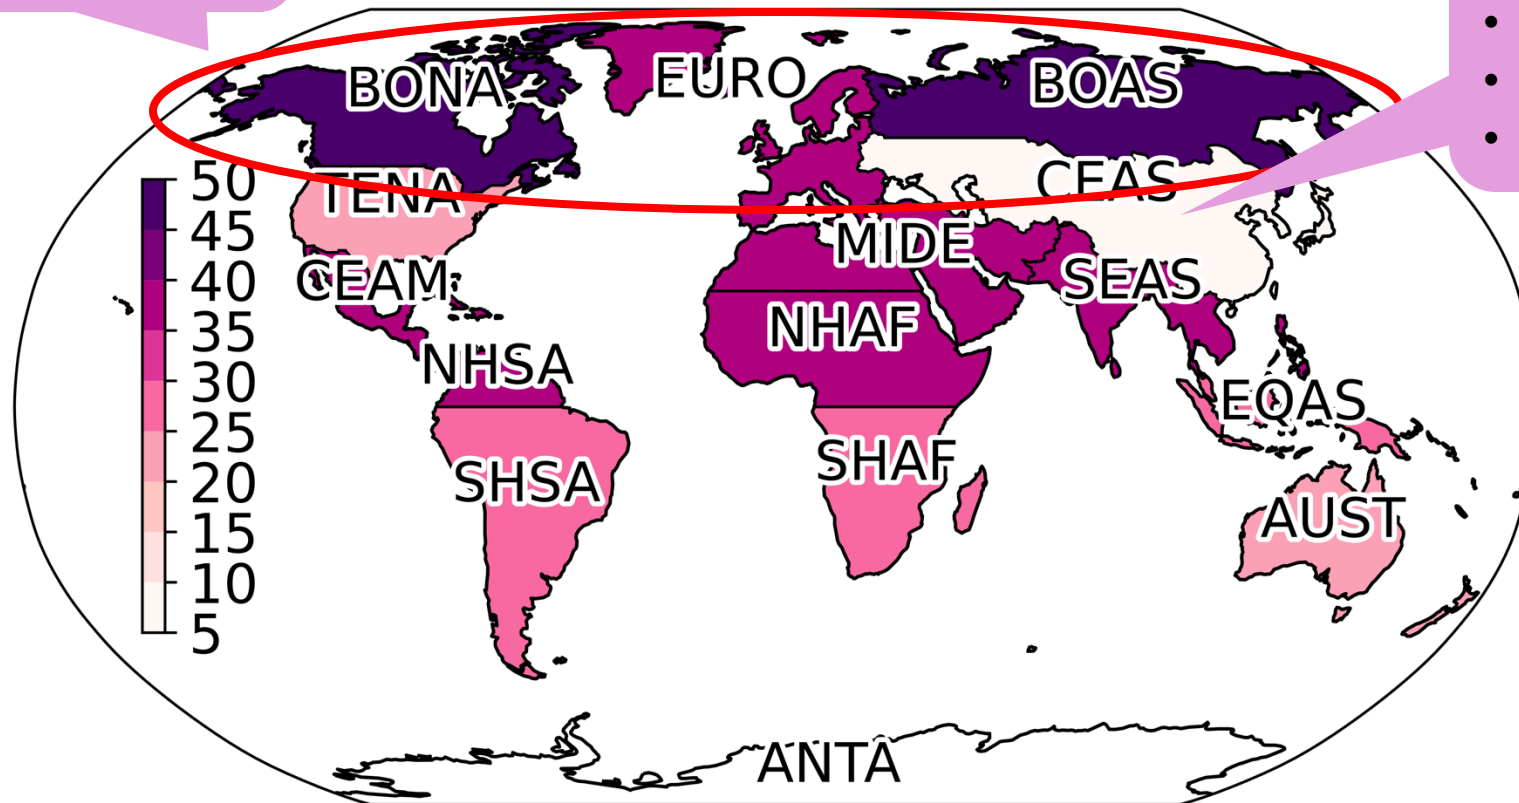 BONA
EURO
BOAS
TENA
CEAS
MIDE
CEAM
SEAS
NHAF
NHSA
EQAS
SHAF
SHSA
AUST
ANTA
50
45
40
35
30
25
20
15
10
5
•
•
•